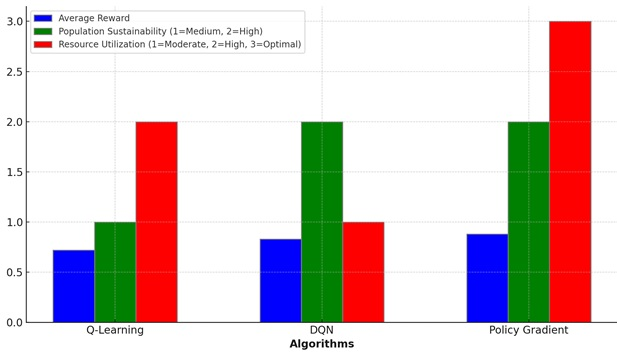 Average Reward
Population Sustainability (1=Medium, 2=High)
Resource Utilization (1=Moderate, 2=High, 3=Optimal)
3.0
2.5
2.0
1.5
1.0
0.5
0.0
Q-Learning
DQN
Policy Gradient
Algorithms